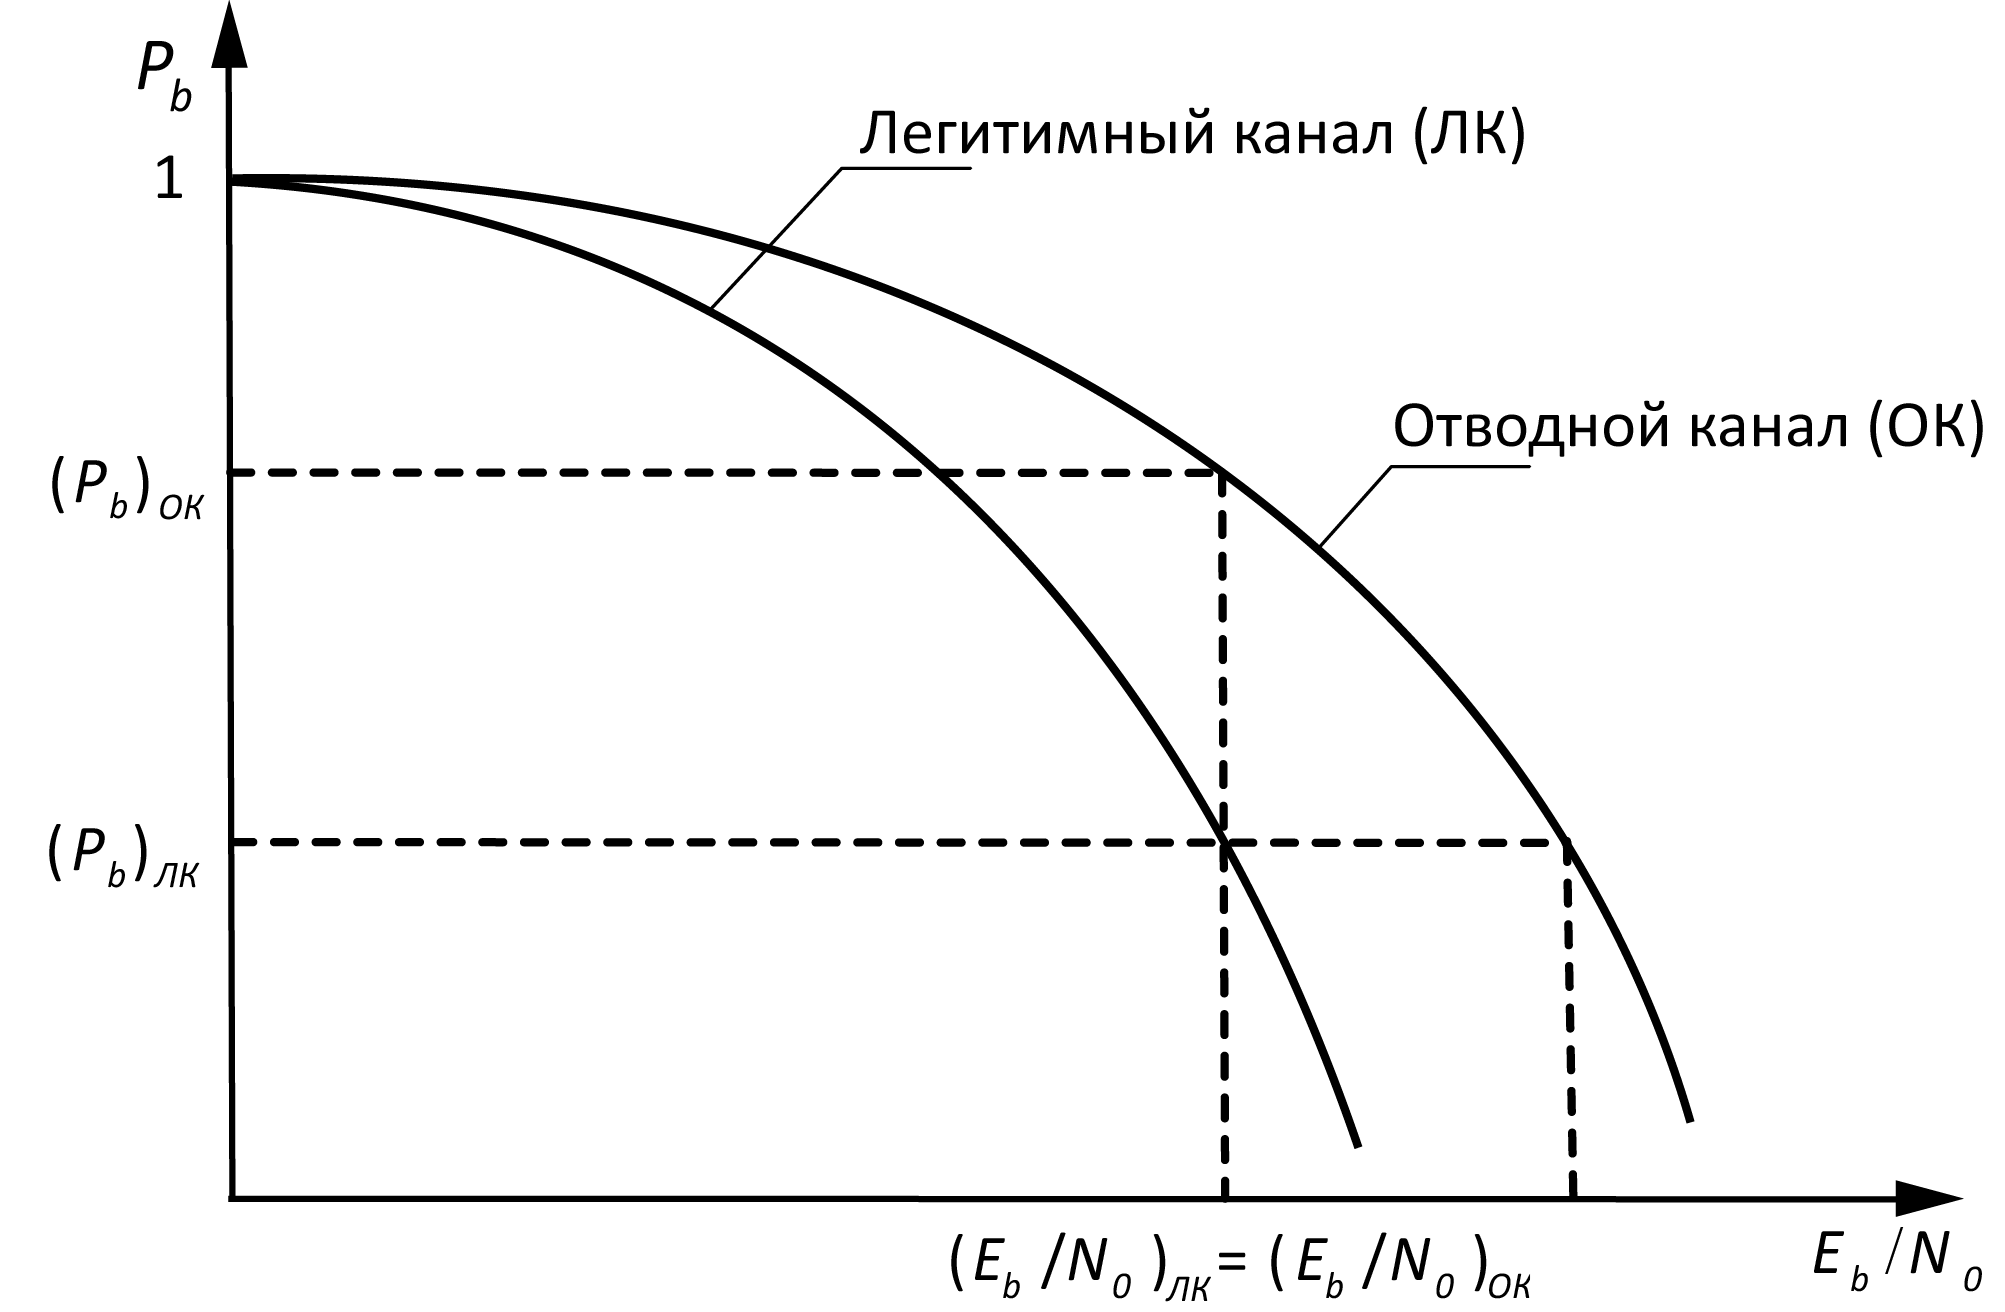 P_b
Легитимный канал (ЛК)
1
Отводной канал (ОК)
(P_b)_ОК
(P_b)_ЛК
(E_b/N_0)_ЛК = (E_b/N_0)_ОК
E_b/N_0